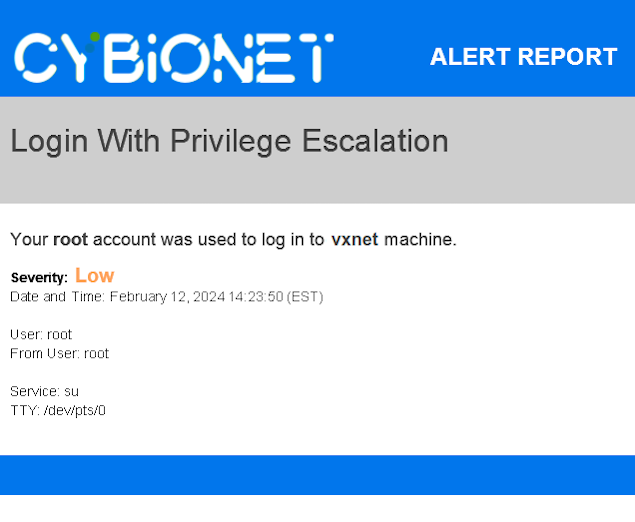 CYBiONET
ALERT REPORT
Login With Privilege Escalation
Your root account was used to log in to vxnet machine.
Severity: Low
Date and Time: February 12, 2024 14:23:50 (EST)
User: root
From User: root
Service: su
TTY: /dev/pts/0